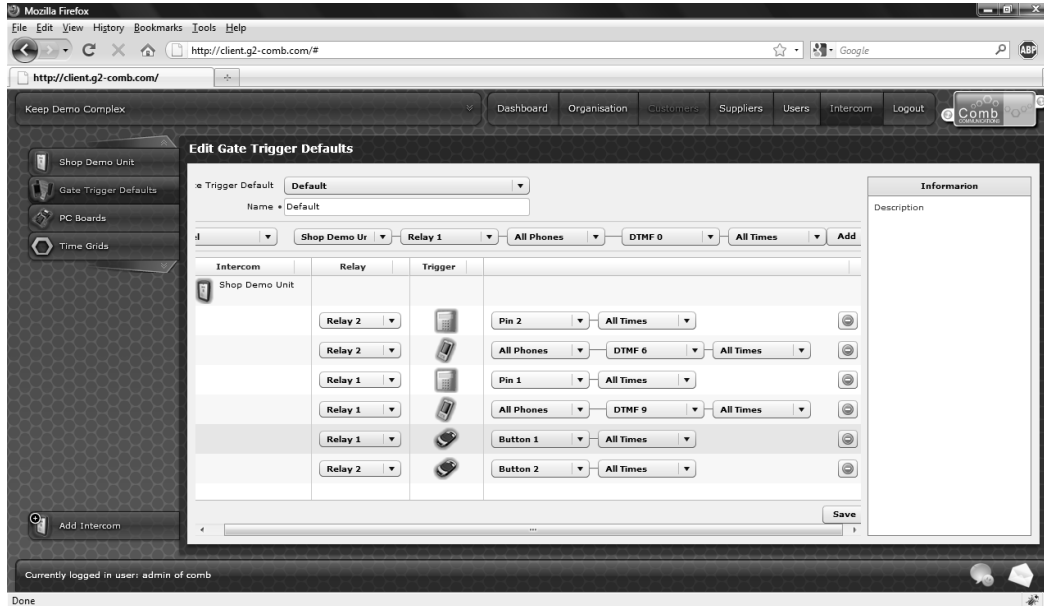 Mozilla Firefox
File Edit View History Bookmarks Tools Help
http://client.g2-comb.com/# Google ABP
http://client.g2-comb.com/
Keep Demo Complex Dashboard Organisation Customers Suppliers Users Intercom Logout Comb
COMMUNICATIONS
Edit Gate Trigger Defaults
Shop Demo Unit
Gate Trigger Defaults
PC Boards
Time Grids
:e Trigger Default Default
Name • Default
el Shop Demo Ur Relay 1 All Phones DTMF 0 All Times Add
Intercom Relay Trigger
Shop Demo Unit
Relay 2 Pin 2 All Times
Relay 2 All Phones DTMF 6 All Times
Relay 1 Pin 1 All Times
Relay 1 All Phones DTMF 9 All Times
Relay 1 Button 1 All Times
Relay 2 Button 2 All Times
Save
Informarion
Description
Add Intercom
Currently logged in user: admin of comb
Done